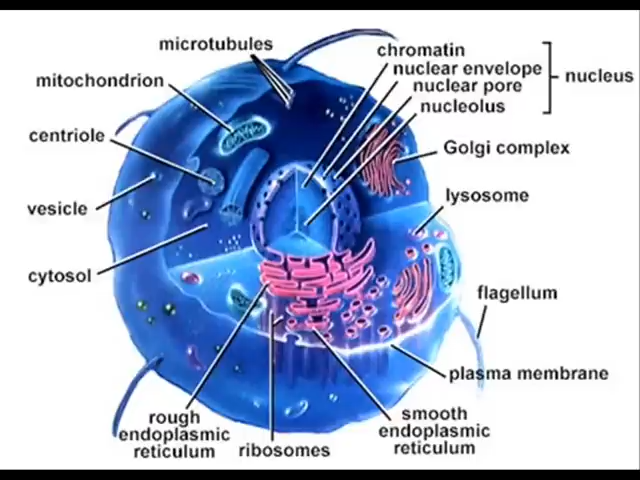 microtubules
mitochondrion
centriole
vesicle
cytosol
chromatin
nuclear envelope
nuclear pore
nucleolus
nucleus
Golgi complex
lysosome
flagellum
plasma membrane
rough
endoplasmic
reticulum
ribosomes
smooth
endoplasmic
reticulum